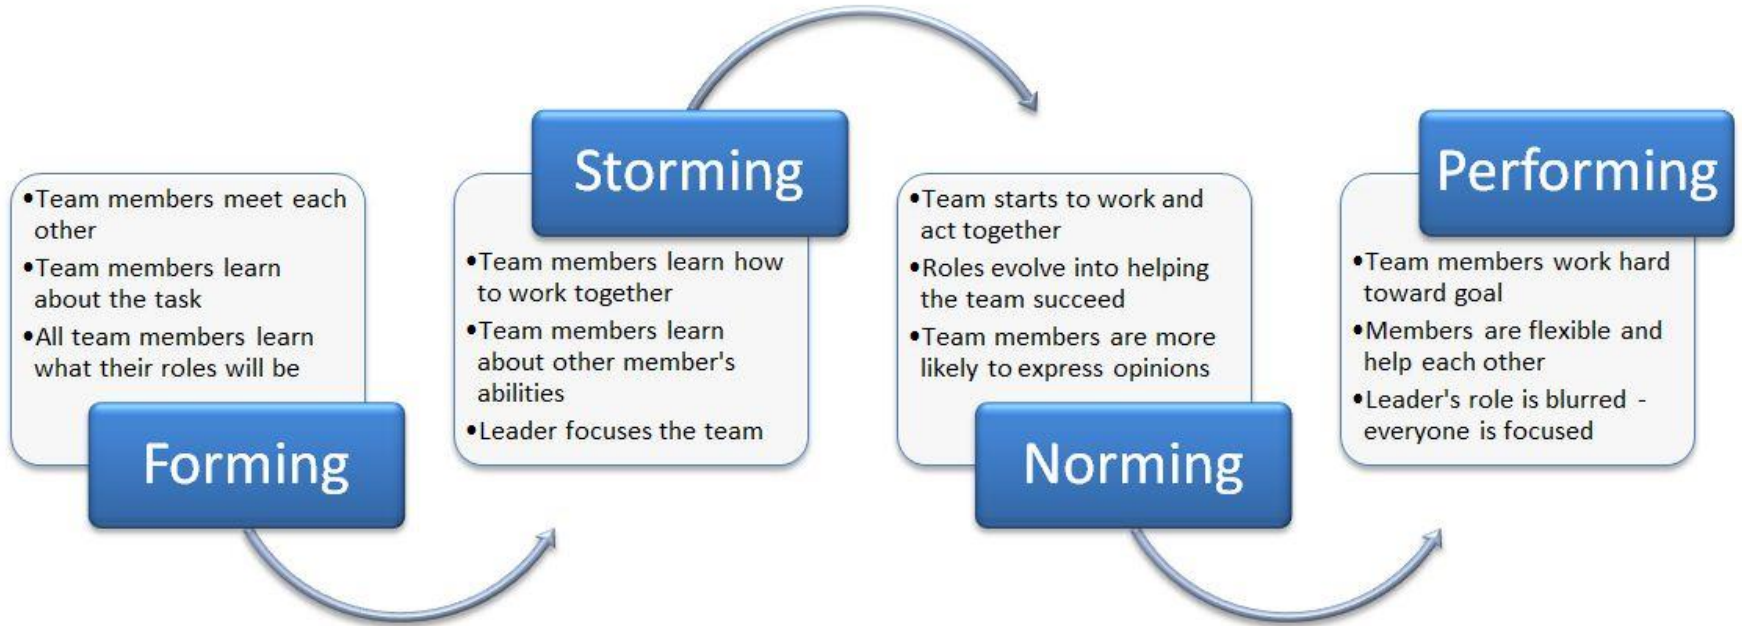 •Team members meet each
other
•Team members learn
about the task
•All team members learn
what their roles will be
Forming
Storming
•Team members learn how
to work together
•Team members learn
about other member's
abilities
•Leader focuses the team
•Team starts to work and
act together
•Roles evolve into helping
the team succeed
•Team members are more
likely to express opinions
Norming
Performing
•Team members work hard
toward goal
•Members are flexible and
help each other
•Leader's role is blurred -
everyone is focused